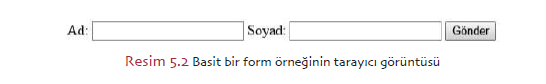 Ad: Soyad: Gönder
Resim 5.2 Basit bir form örneğinin tarayıcı görüntüsü